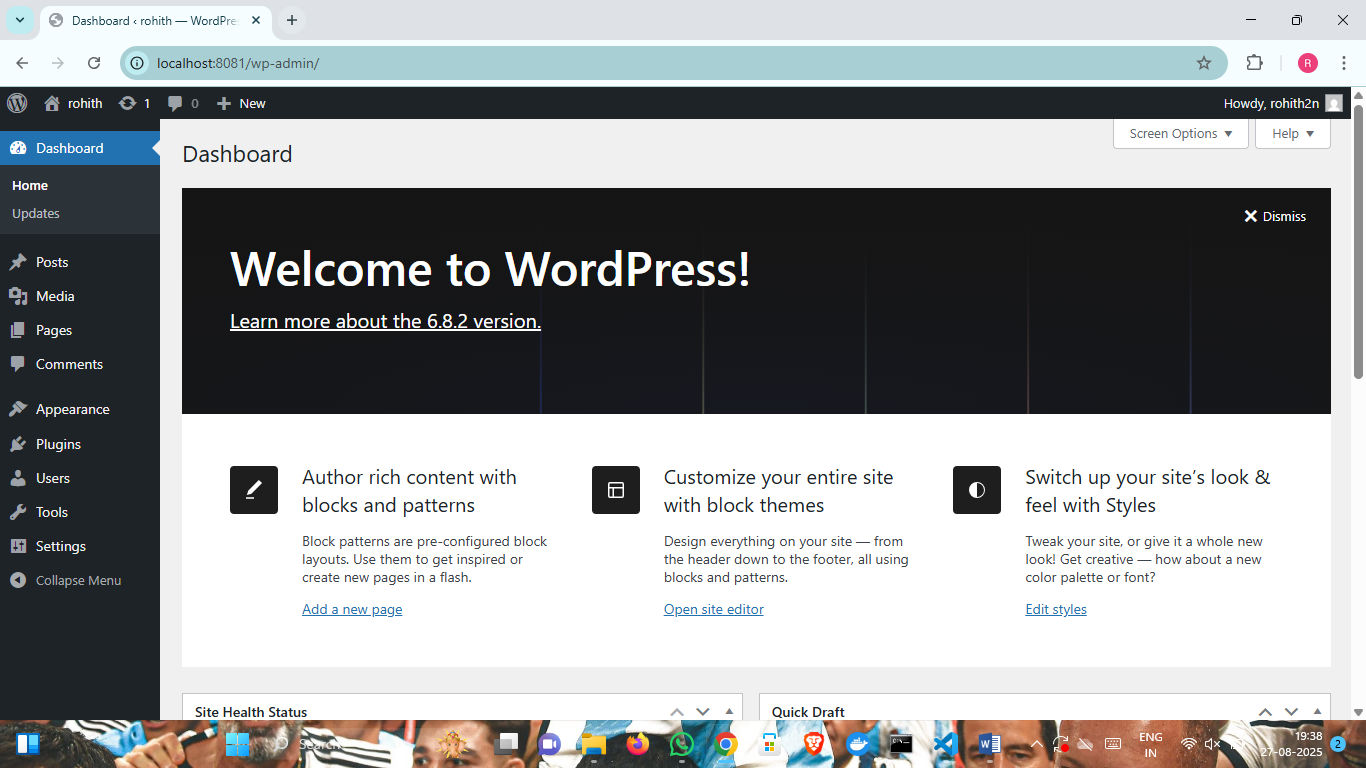 Dashboard ‹ rohith — WordPre
localhost:8081/wp-admin/
R
rohith
1
0
New
Howdy, rohith2n
Dashboard
Home
Updates
Posts
Media
Pages
Comments
Appearance
Plugins
Users
Tools
Settings
Collapse Menu
Screen Options
Help
Dashboard
Dismiss
Welcome to WordPress!
Learn more about the 6.8.2 version.
Author rich content with
blocks and patterns
Block patterns are pre-configured block
layouts. Use them to get inspired or
create new pages in a flash.
Add a new page
Customize your entire site
with block themes
Design everything on your site — from
the header down to the footer, all using
blocks and patterns.
Open site editor
Switch up your site’s look &
feel with Styles
Tweak your site, or give it a whole new
look! Get creative — how about a new
color palette or font?
Edit styles
Site Health Status
Quick Draft
Search
ENG
IN
19:38
27-08-2025
2